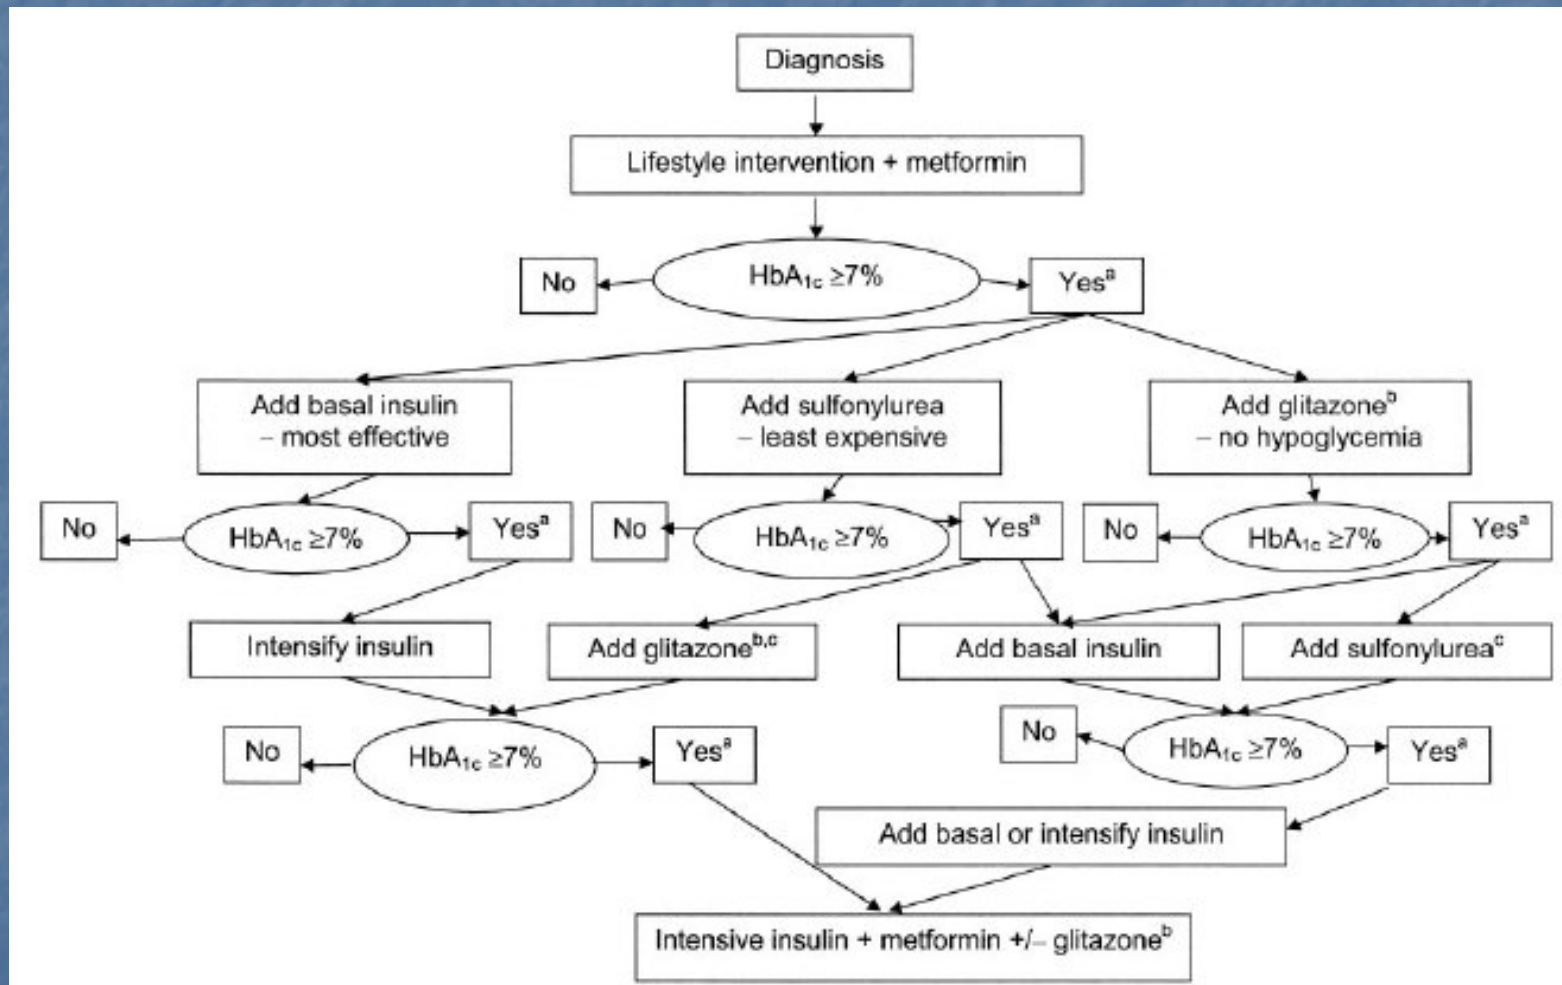 Diagnosis
Lifestyle intervention + metformin
No
HbA1c ≥7%
Yesa
Add basal insulin
– most effective
Add sulfonylurea
– least expensive
Add glitazoneb
– no hypoglycemia
No
HbA1c ≥7%
Yesa
No
HbA1c ≥7%
Yesa
No
HbA1c ≥7%
Yesa
Intensify insulin
Add glitazoneb,c
Add basal insulin
Add sulfonylureac
No
HbA1c ≥7%
Yesa
No
HbA1c ≥7%
Yesa
Add basal or intensify insulin
Intensive insulin + metformin +/– glitazoneb